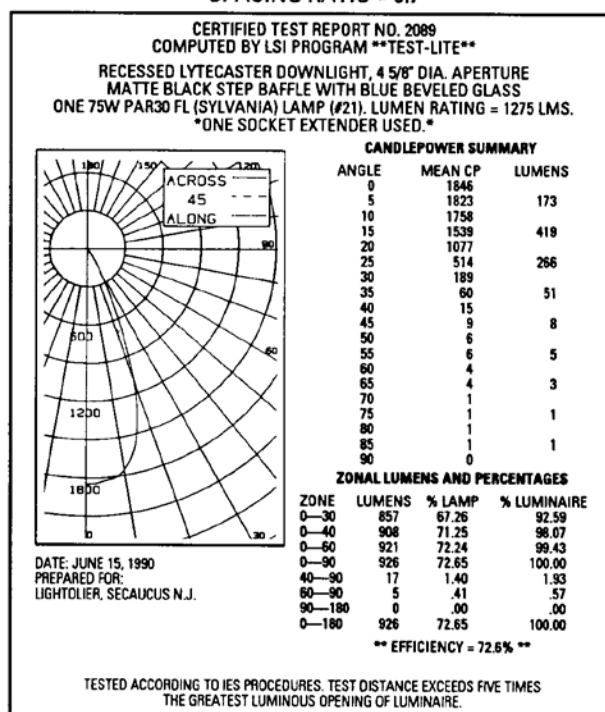 CERTIFIED TEST REPORT NO. 2089
COMPUTED BY LSI PROGRAM **TEST-LITE**
RECESSED LYTECASTER DOWNLIGHT, 4 5/8" DIA. APERTURE
MATTE BLACK STEP BAFFLE WITH BLUE BEVELED GLASS
ONE 75W PAR30 FL (SYLVANIA) LAMP (#21). LUMEN RATING = 1275 LMS.
*ONE SOCKET EXTENDER USED.*
180 150 120
ACROSS
45
ALONG
90
600
60
1200
1800
0 30
DATE: JUNE 15, 1990
PREPARED FOR:
LIGHTOLIER, SECAUCUS N.J.
CANDLEPOWER SUMMARY
ANGLE MEAN CP LUMENS
0 1846
5 1823 173
10 1758
15 1539 419
20 1077
25 514 266
30 189
35 60 51
40 15
45 9 8
50 6
55 6 5
60 4
65 4 3
70 1
75 1 1
80 1
85 1 1
90 0
ZONAL LUMENS AND PERCENTAGES
ZONE LUMENS % LAMP % LUMINAIRE
0—30 857 67.26 92.59
0—40 908 71.25 98.07
0—60 921 72.24 99.43
0—90 926 72.65 100.00
40—90 17 1.40 1.93
60—90 5 .41 .57
90—180 0 .00 .00
0—180 926 72.65 100.00
** EFFICIENCY = 72.6% **
TESTED ACCORDING TO IES PROCEDURES. TEST DISTANCE EXCEEDS FIVE TIMES
THE GREATEST LUMINOUS OPENING OF LUMINAIRE.